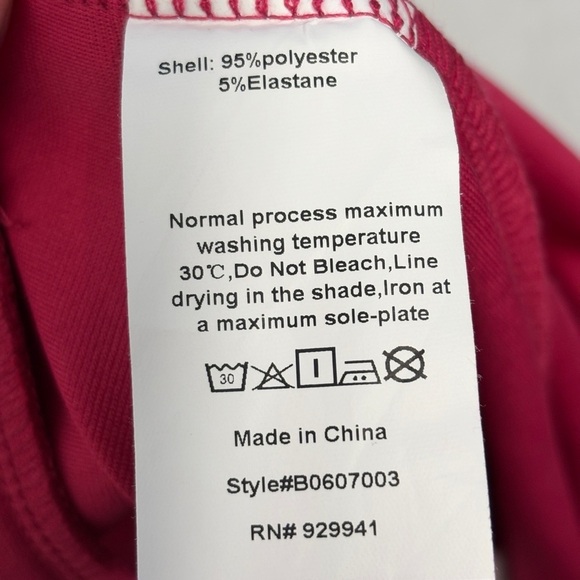 Shell: 95%polyester
5%Elastane
Normal process maximum
washing temperature
30℃,Do Not Bleach,Line
drying in the shade,Iron at
a maximum sole-plate
30
Made in China
Style#B0607003
RN# 929941